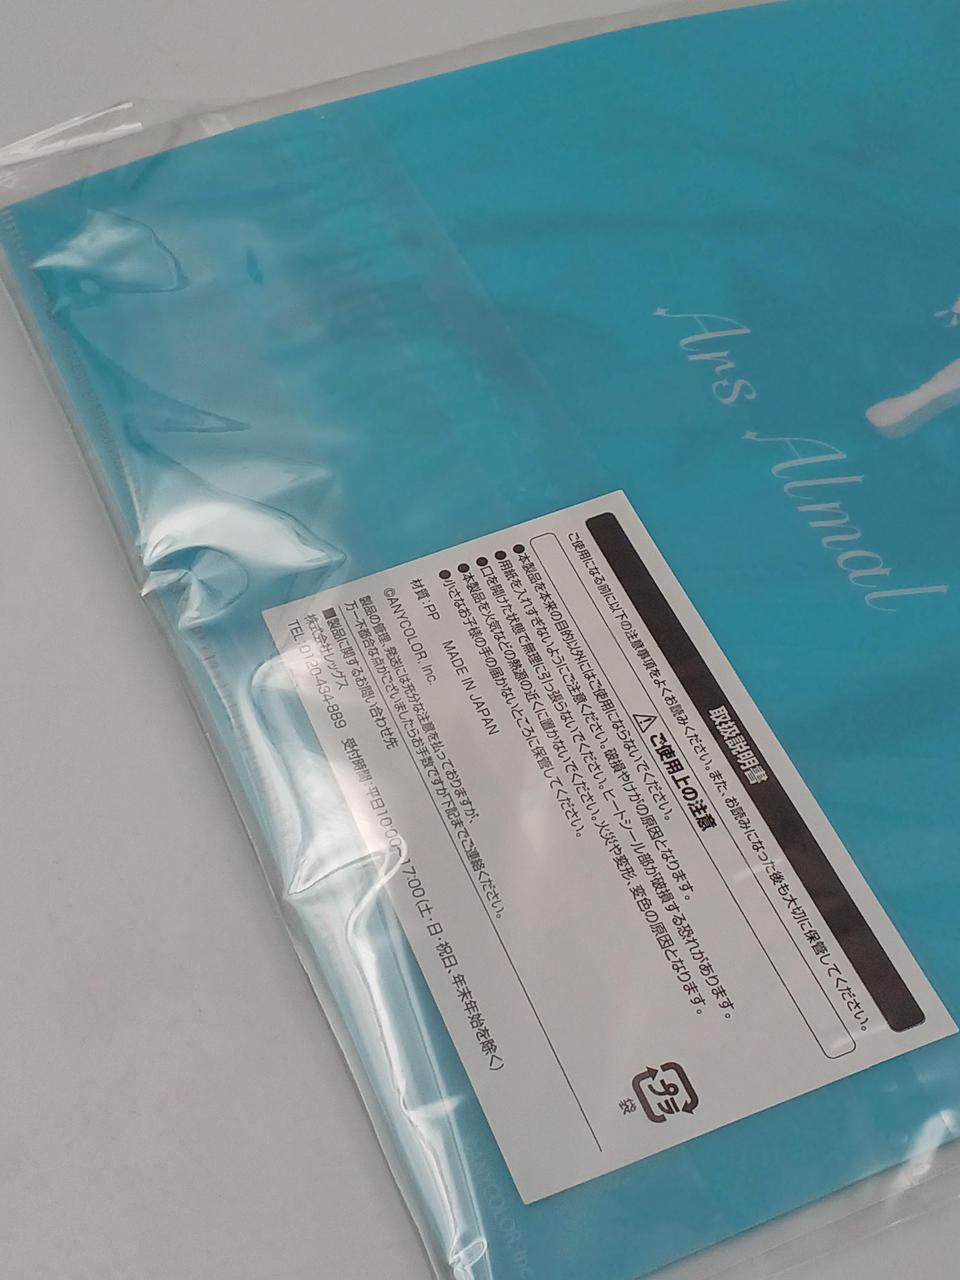 Ars Almal
取扱説明書
ご使用になる前に以下の注意事項をよくお読みください。また、お読みになった後も大切に保管してください。
⚠ご使用上の注意
●本製品を本来の目的以外にはご使用にならないでください。
●用紙を入れすぎないようにご注意ください。破損やけがの原因となります。
●口を開けた状態で無理に引っ張らないでください。ヒートシール部が破損する恐れがあります。
●本製品を火気などの熱源の近くに置かないでください。火災や変形、変色の原因となります。
●小さなお子様の手の届かないところに保管してください。
材質：PP MADE IN JAPAN
©ANYCOLOR, Inc.
製品の管理、発送には充分な注意を払っておりますが、
万一不都合な点がございましたらお手数ですが下記までご連絡ください。
■製品に関するお問い合わせ先
株式会社レッグス
TEL：0120-434-889 受付時間：平日10:00～17:00（土・日・祝日、年末年始を除く）
プラ
袋
ANYCOLOR, Inc.